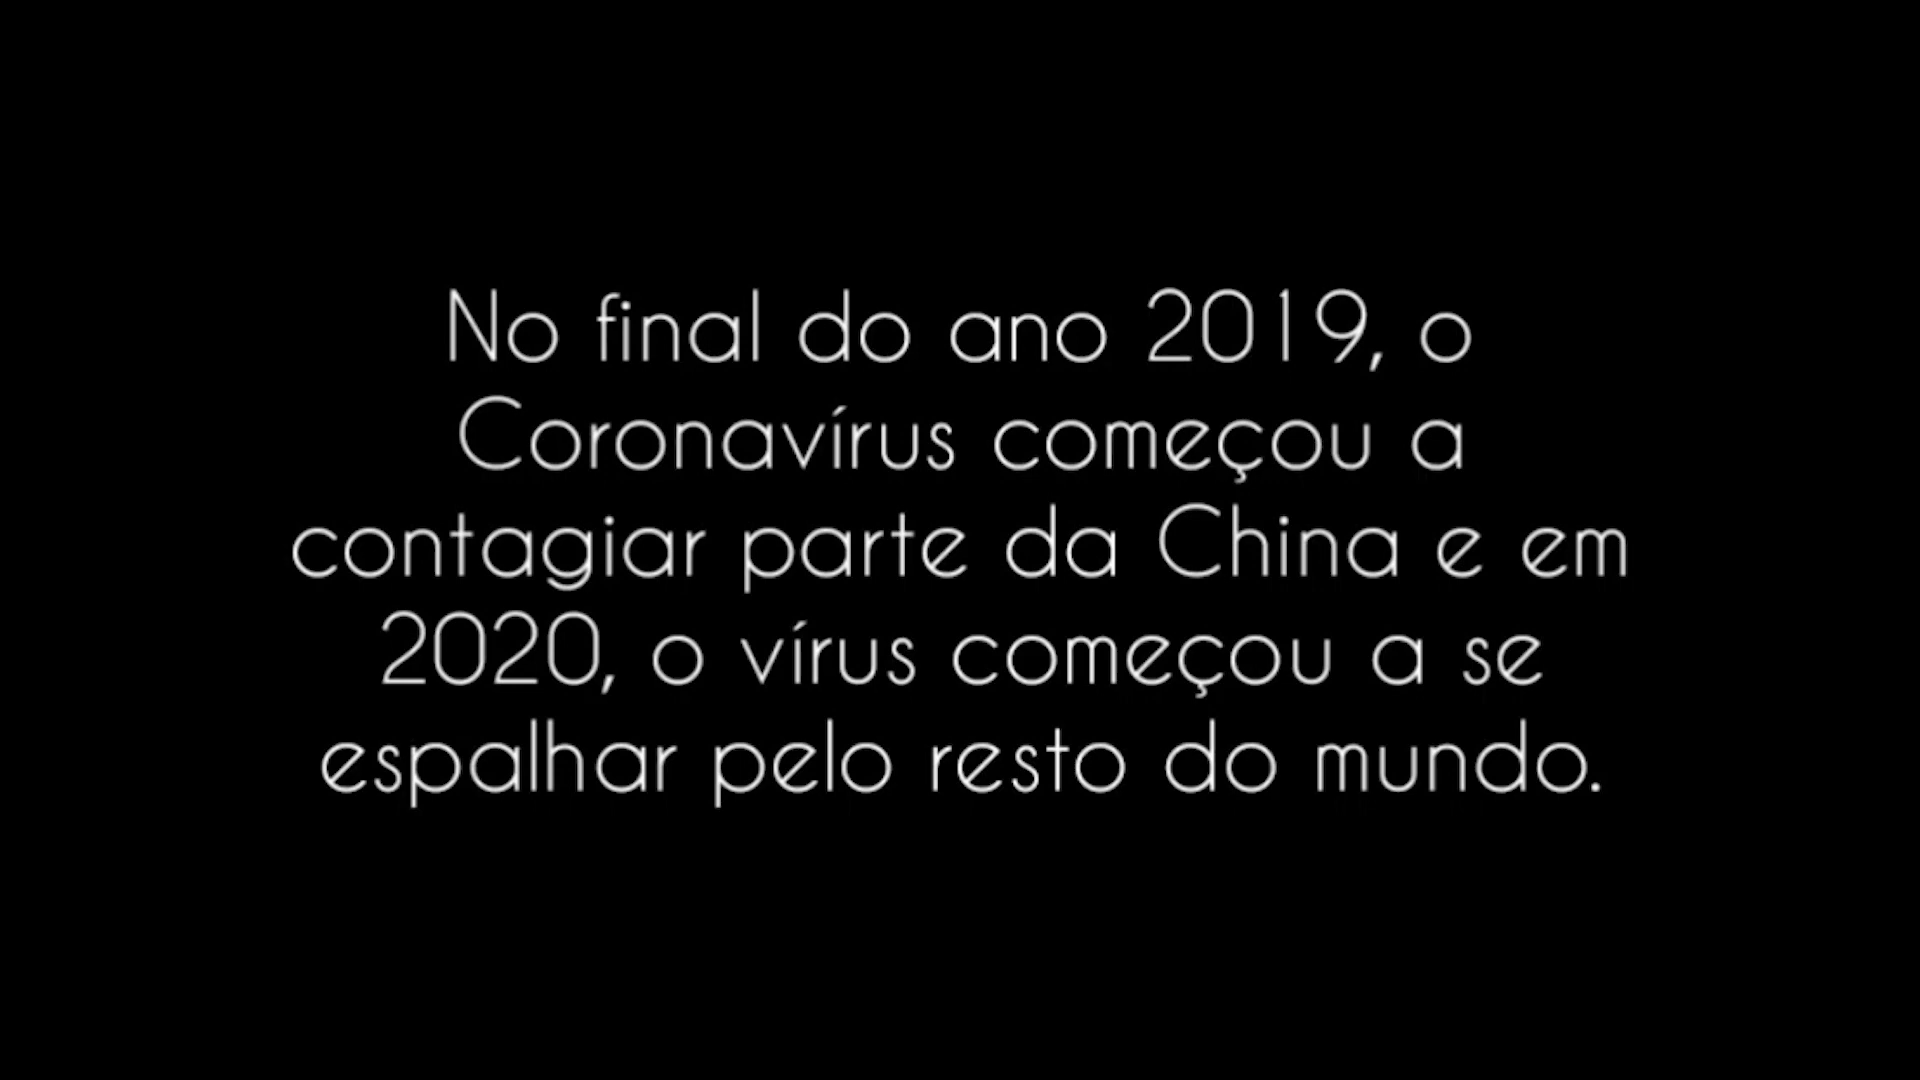 No final do ano 2019, o
Coronavírus começou a
contagiar parte da China e em
2020, o vírus começou a se
espalhar pelo resto do mundo.